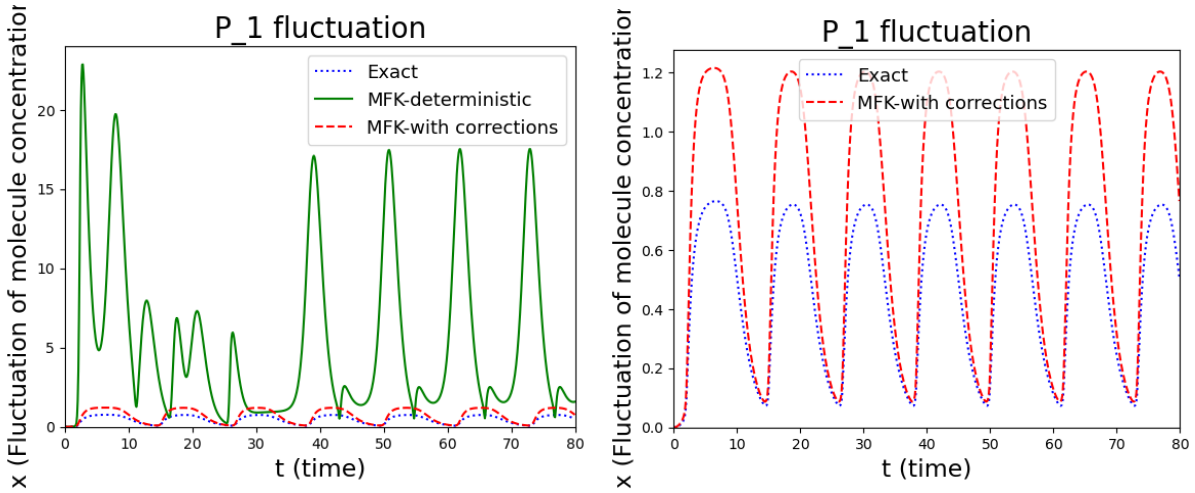 P_1 fluctuation
x (Fluctuation of molecule concentration
20
15
10
5
0
0 10 20 30 40 50 60 70 80
t (time)
Exact
MFK-deterministic
MFK-with corrections
P_1 fluctuation
x (Fluctuation of molecule concentration
1.2
1.0
0.8
0.6
0.4
0.2
0.0
0 10 20 30 40 50 60 70 80
t (time)
Exact
MFK-with corrections